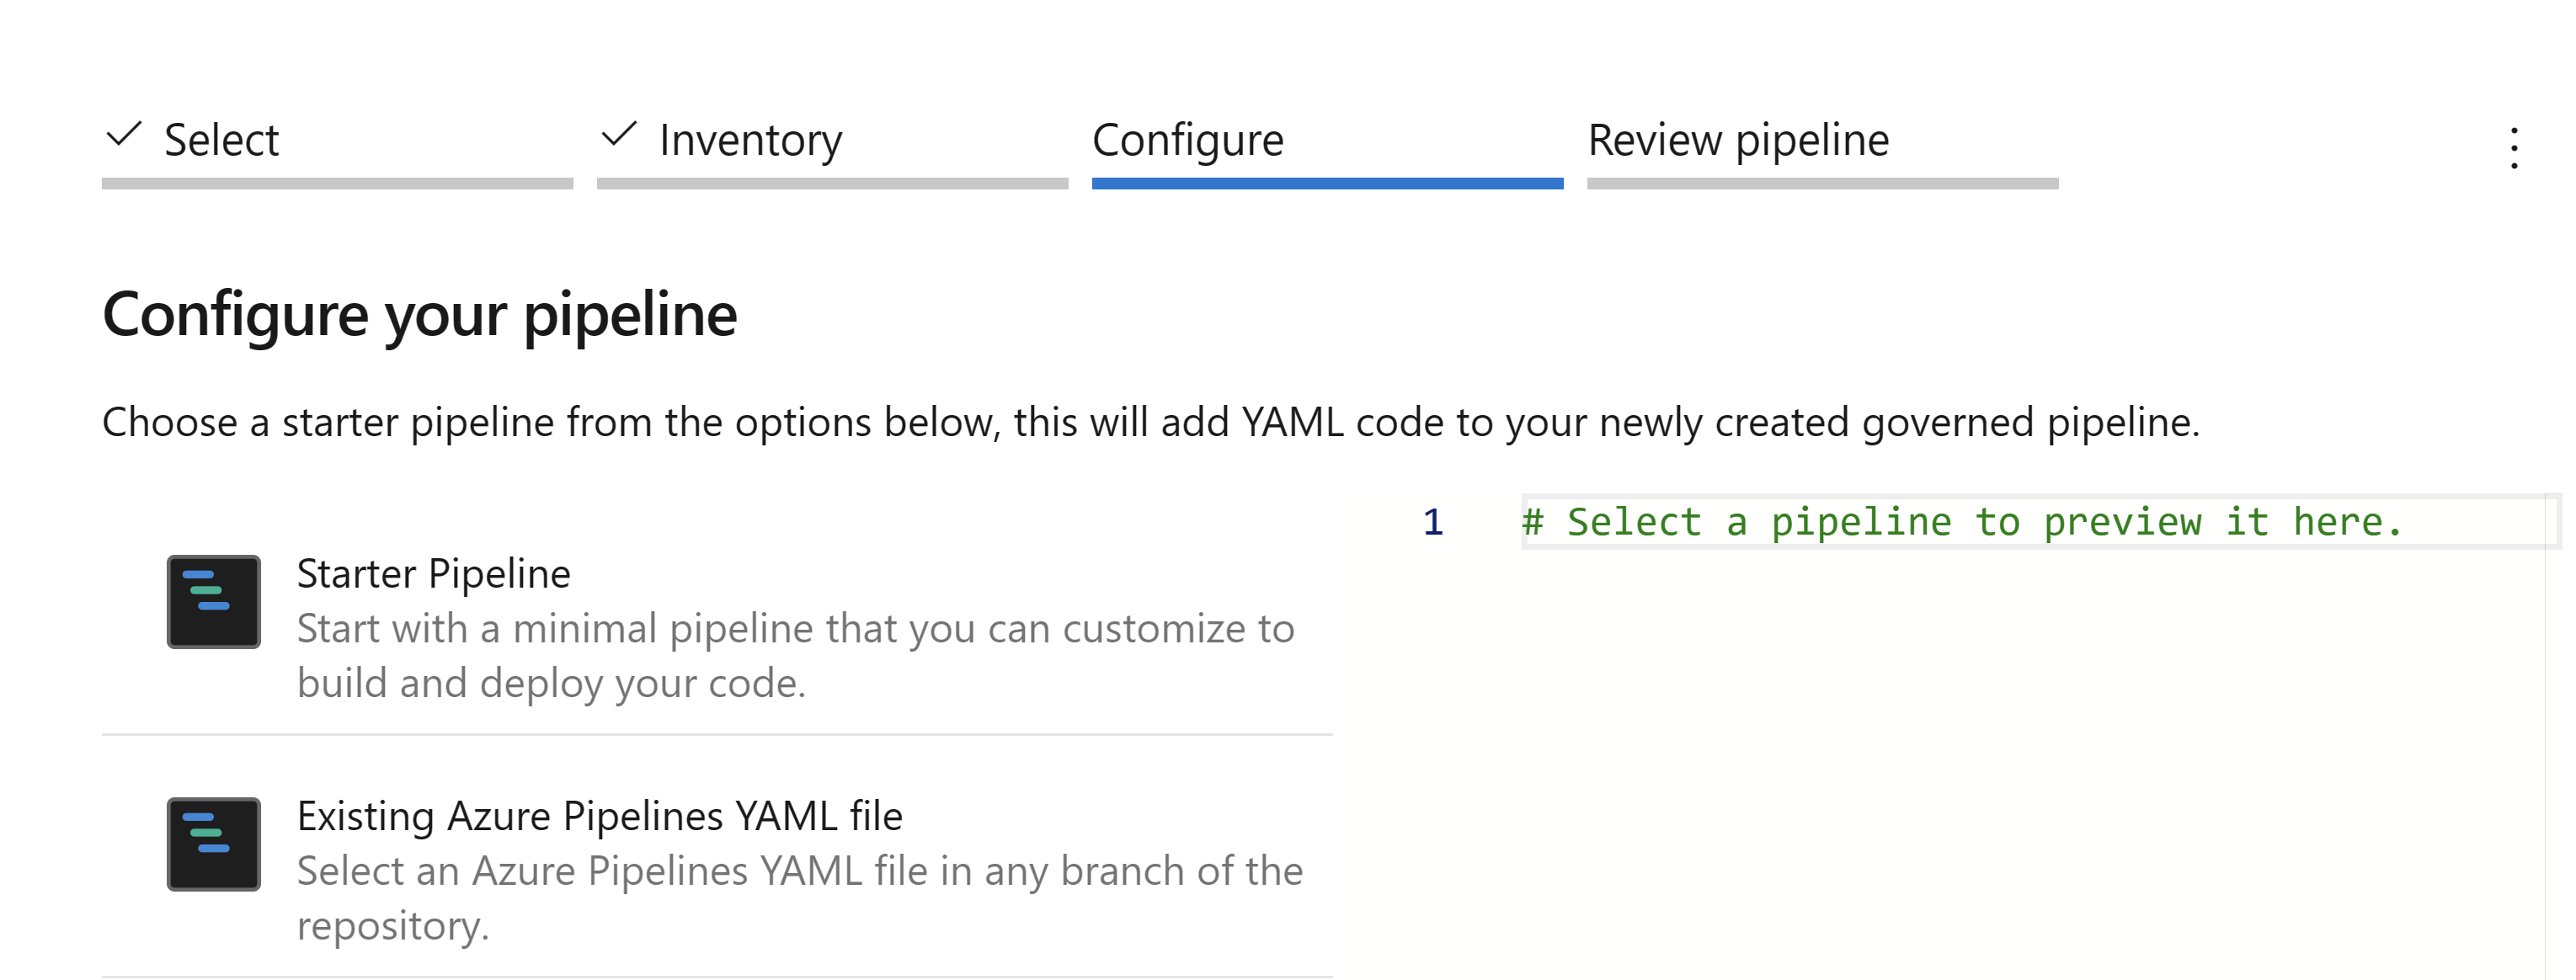 Select
Inventory
Configure
Review pipeline
Configure your pipeline
Choose a starter pipeline from the options below, this will add YAML code to your newly created governed pipeline.
Starter Pipeline
Start with a minimal pipeline that you can customize to
build and deploy your code.
Existing Azure Pipelines YAML file
Select an Azure Pipelines YAML file in any branch of the
repository.
1 # Select a pipeline to preview it here.